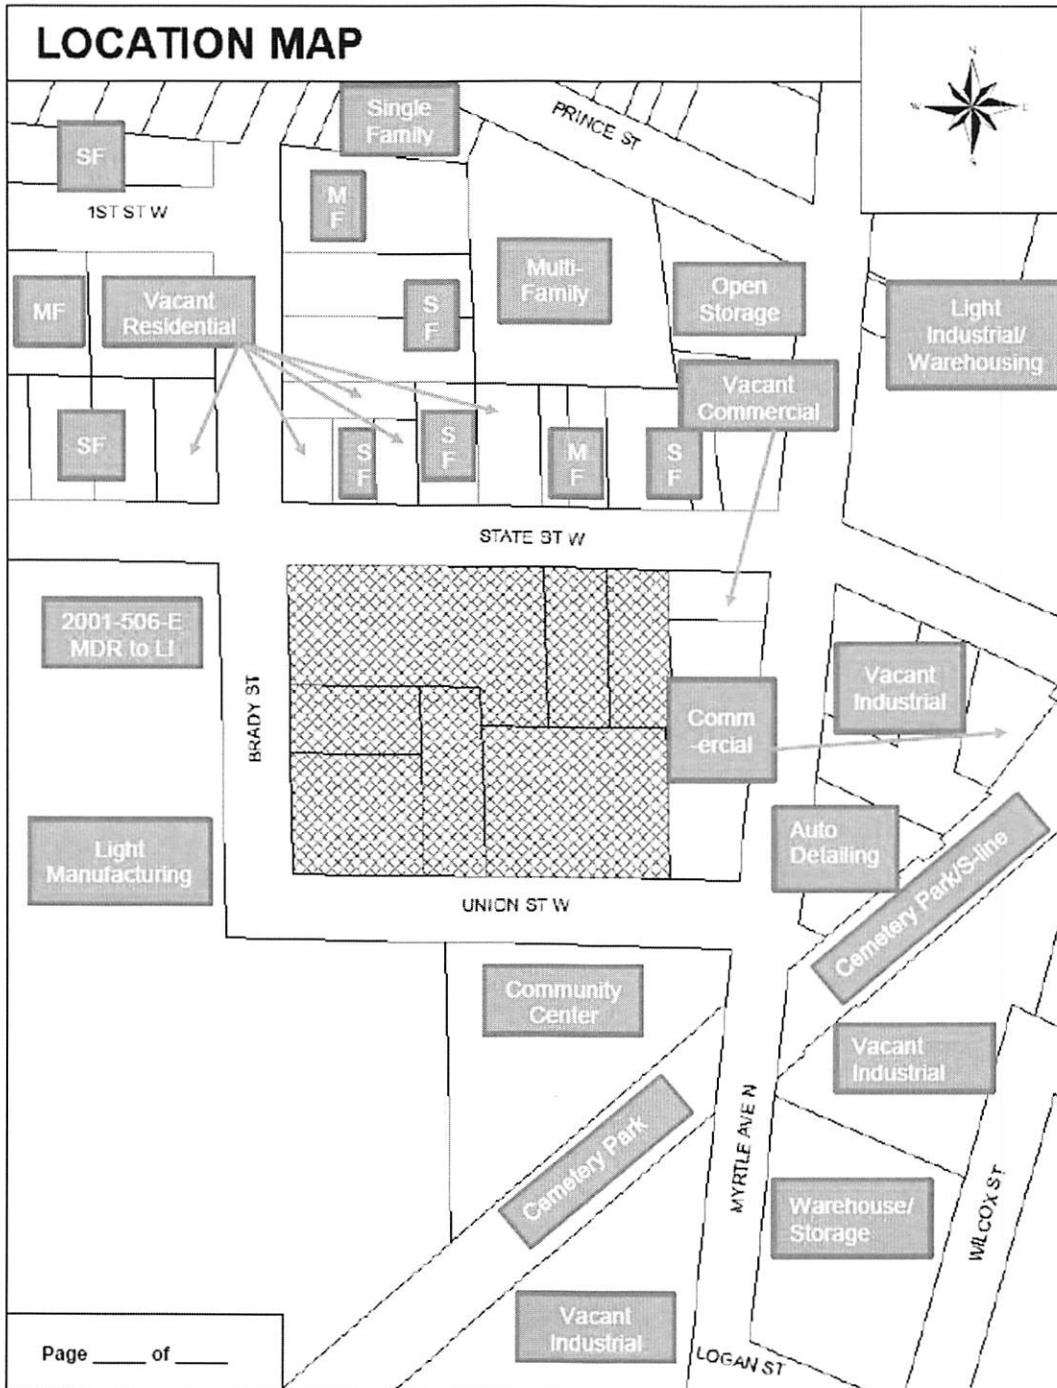 LOCATION MAP
N
W
E
S
Single
Family
PRINCE ST
SF
1ST ST W
M
F
Multi-
Family
Open
Storage
MF
Vacant
Residential
S
F
Light
Industrial/
Warehousing
Vacant
Commercial
SF
S
F
S
F
M
F
S
F
STATE ST W
2001-506-E
MDR to LI
BRADY ST
Vacant
Industrial
Comm
-ercial
Light
Manufacturing
Auto
Detailing
UNION ST W
Cemetery Park/S-line
Community
Center
Vacant
Industrial
Cemetery Park
MYRTLE AVE N
Warehouse/
Storage
WILCOX ST
Vacant
Industrial
LOGAN ST
Page ____ of ____